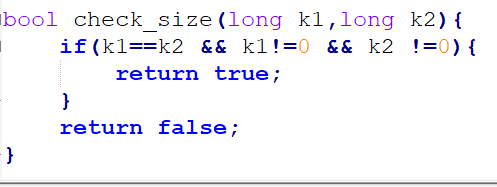 bool check_size(long k1,long k2){
    if(k1==k2 && k1!=0 && k2 !=0){
        return true;
    }
    return false;
}